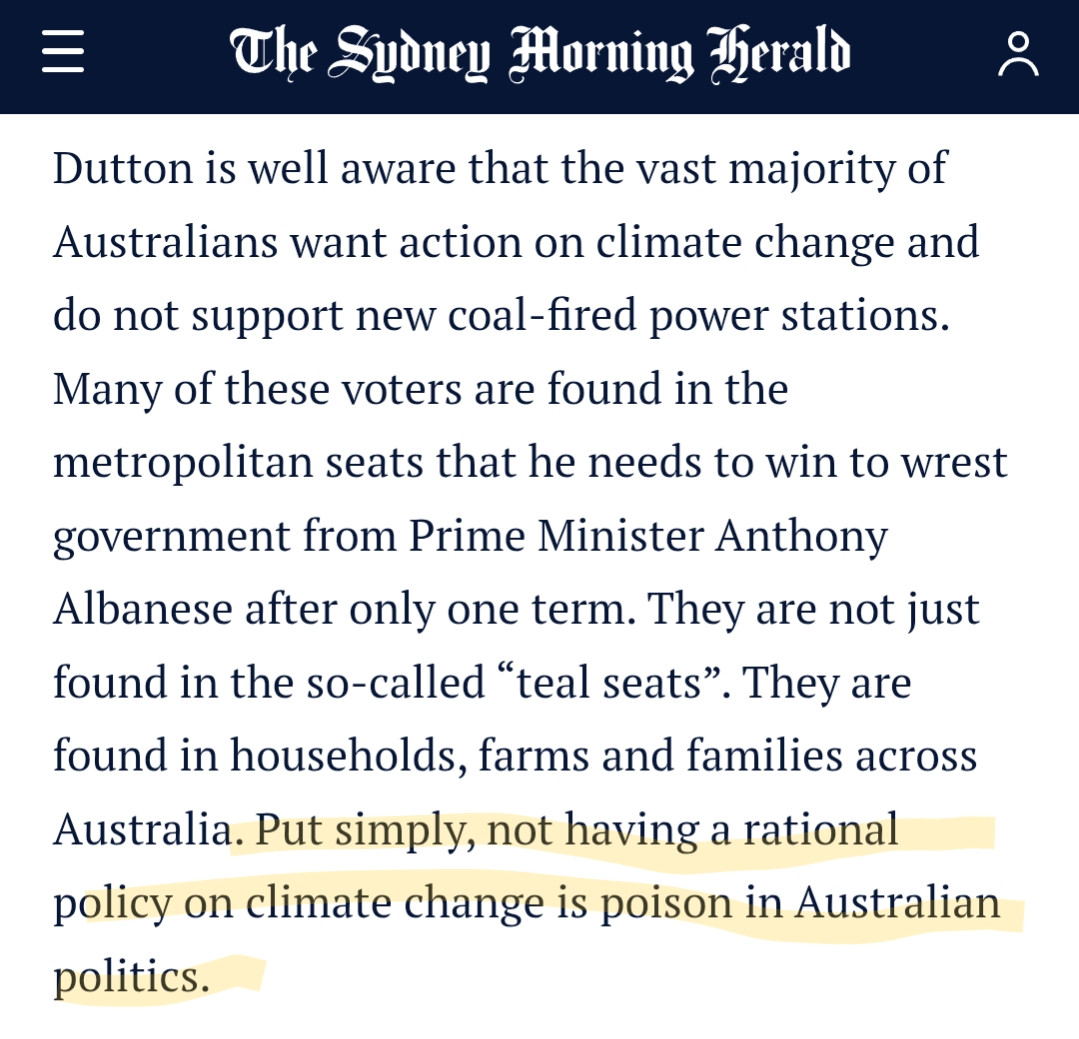 The Sydney Morning Herald
Dutton is well aware that the vast majority of
Australians want action on climate change and
do not support new coal-fired power stations.
Many of these voters are found in the
metropolitan seats that he needs to win to wrest
government from Prime Minister Anthony
Albanese after only one term. They are not just
found in the so-called “teal seats”. They are
found in households, farms and families across
Australia. Put simply, not having a rational
policy on climate change is poison in Australian
politics.